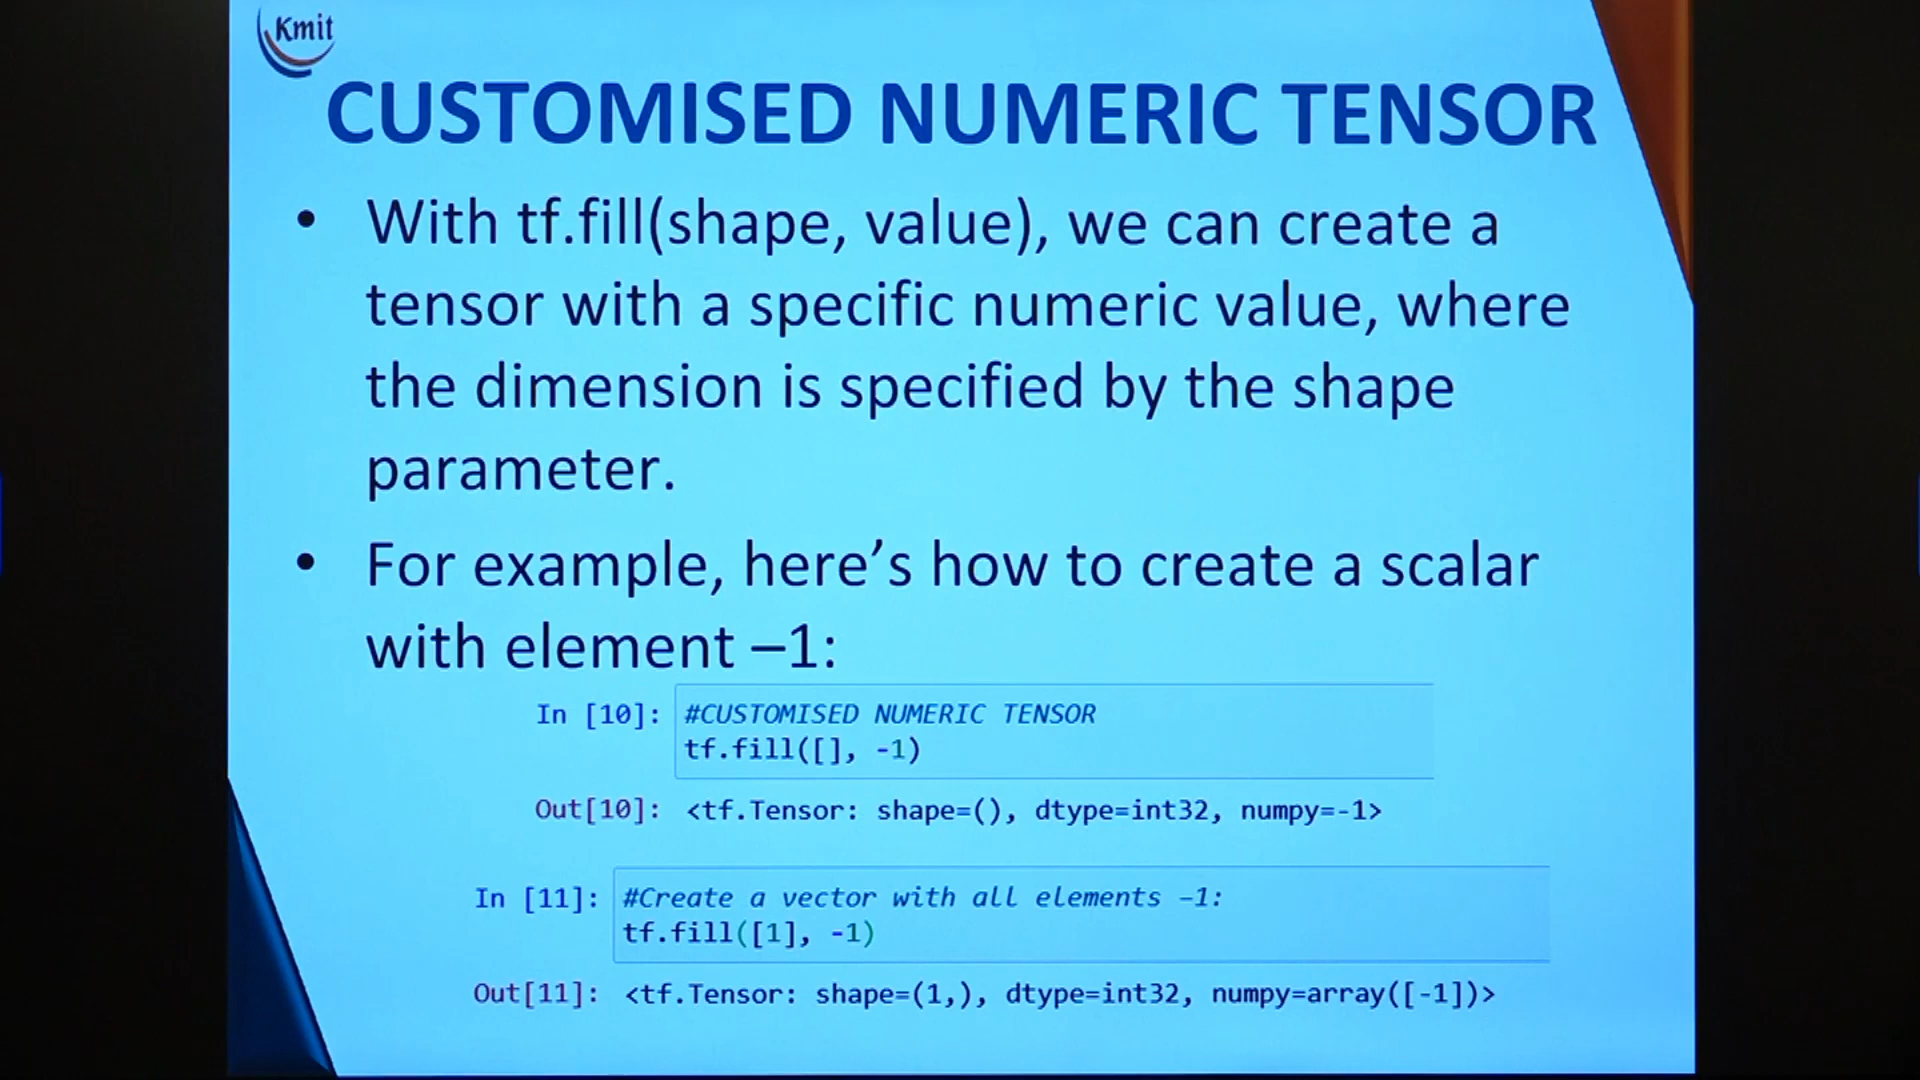 Kmit
CUSTOMISED NUMERIC TENSOR
• With tf.fill(shape, value), we can create a
tensor with a specific numeric value, where
the dimension is specified by the shape
parameter.
• For example, here’s how to create a scalar
with element –1:
In [10]: #CUSTOMISED NUMERIC TENSOR
tf.fill([], -1)
Out[10]: <tf.Tensor: shape=(), dtype=int32, numpy=-1>
In [11]: #Create a vector with all elements –1:
tf.fill([1], -1)
Out[11]: <tf.Tensor: shape=(1,), dtype=int32, numpy=array([-1])>